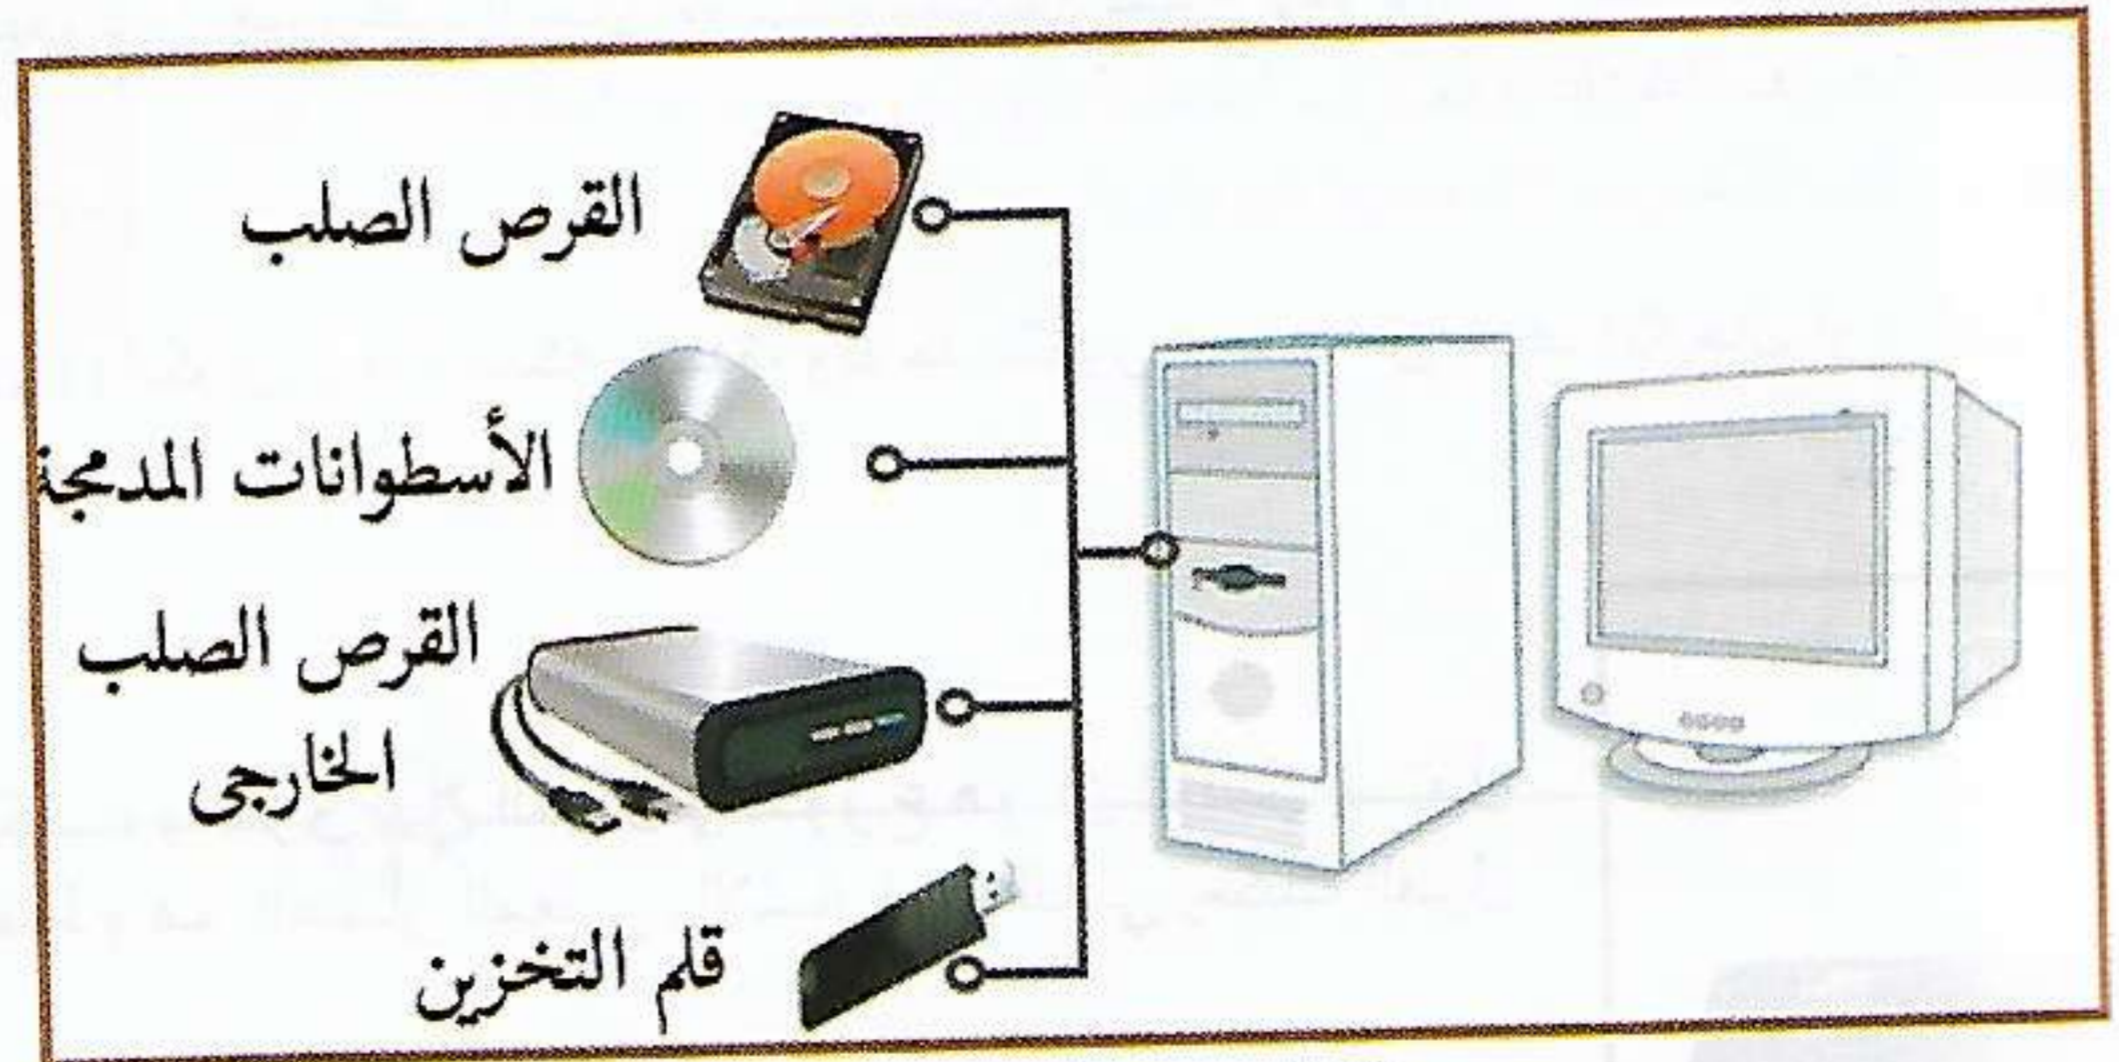 القرص الصلب
الأسطوانات المدمجة
القرص الصلب
الخارجى
قلم التخزين